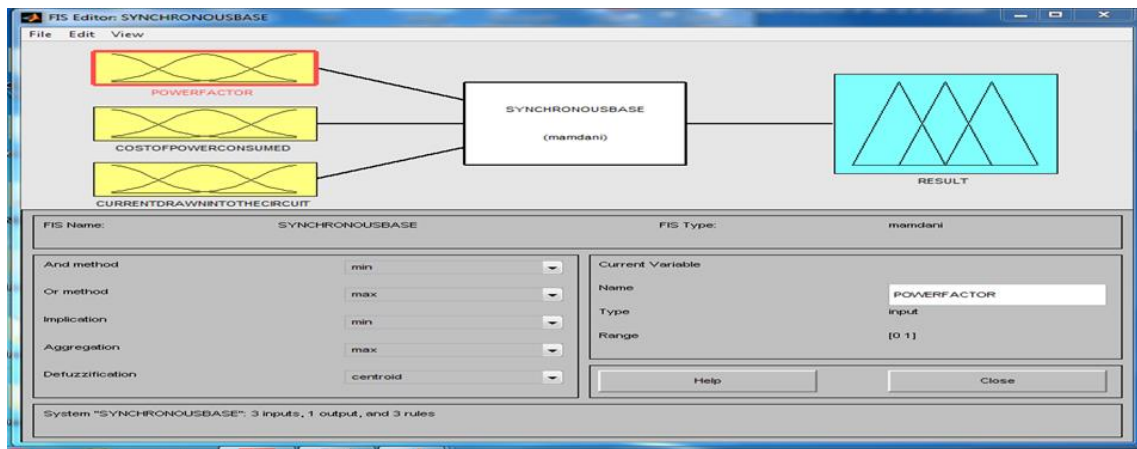 FIS Editor: SYNCHRONOUSBASE
File Edit View
POWERFACTOR
COSTOFPOWERCONSUMED
CURRENTDRAWNINTOTHECIRCUIT
SYNCHRONOUSBASE
(mamdani)
RESULT
FIS Name: SYNCHRONOUSBASE FIS Type: mamdani
And method min
Or method max
Implication min
Aggregation max
Defuzzification centroid
Current Variable
Name POWERFACTOR
Type input
Range [0 1]
Help Close
System "SYNCHRONOUSBASE": 3 inputs, 1 output, and 3 rules